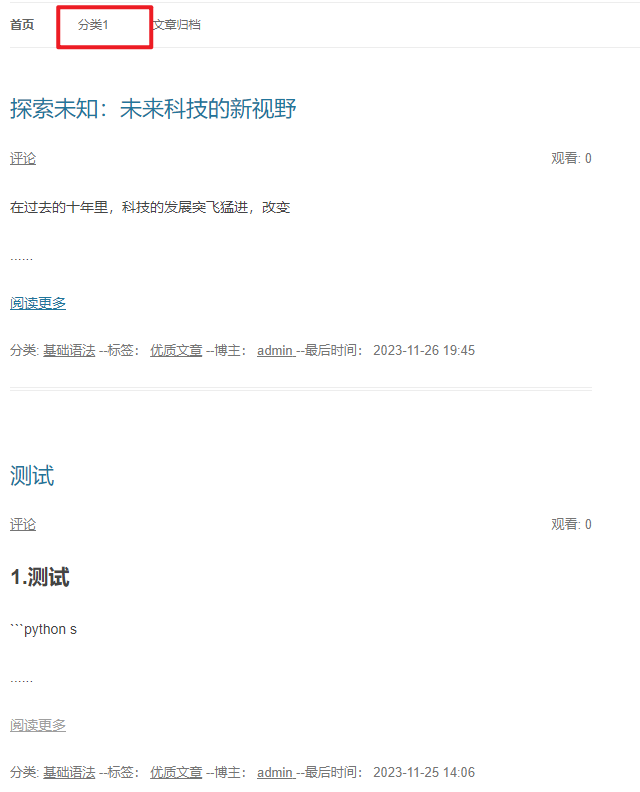 首页 分类1 文章归档
探索未知：未来科技的新视野
评论 观看: 0
在过去的十年里，科技的发展突飞猛进，改变
......
阅读更多
分类: 基础语法 --标签： 优质文章 --博主： admin --最后时间： 2023-11-26 19:45
测试
评论 观看: 0
1.测试
```python s
......
阅读更多
分类: 基础语法 --标签： 优质文章 --博主： admin --最后时间： 2023-11-25 14:06